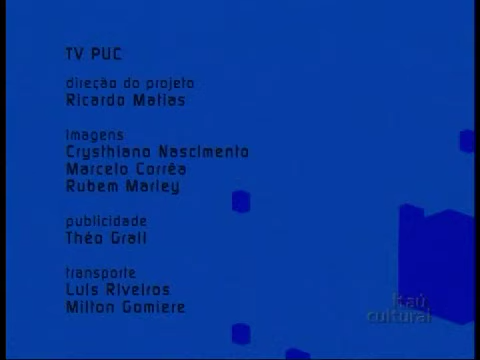 TV PUC
direção do projeto
Ricardo Matias
imagens
Crysthiano Nascimento
Marcelo Corrêa
Rubem Marley
publicidade
Théo Grall
transporte
Luis Riveiros
Milton Gomiere
Itaú
cultural